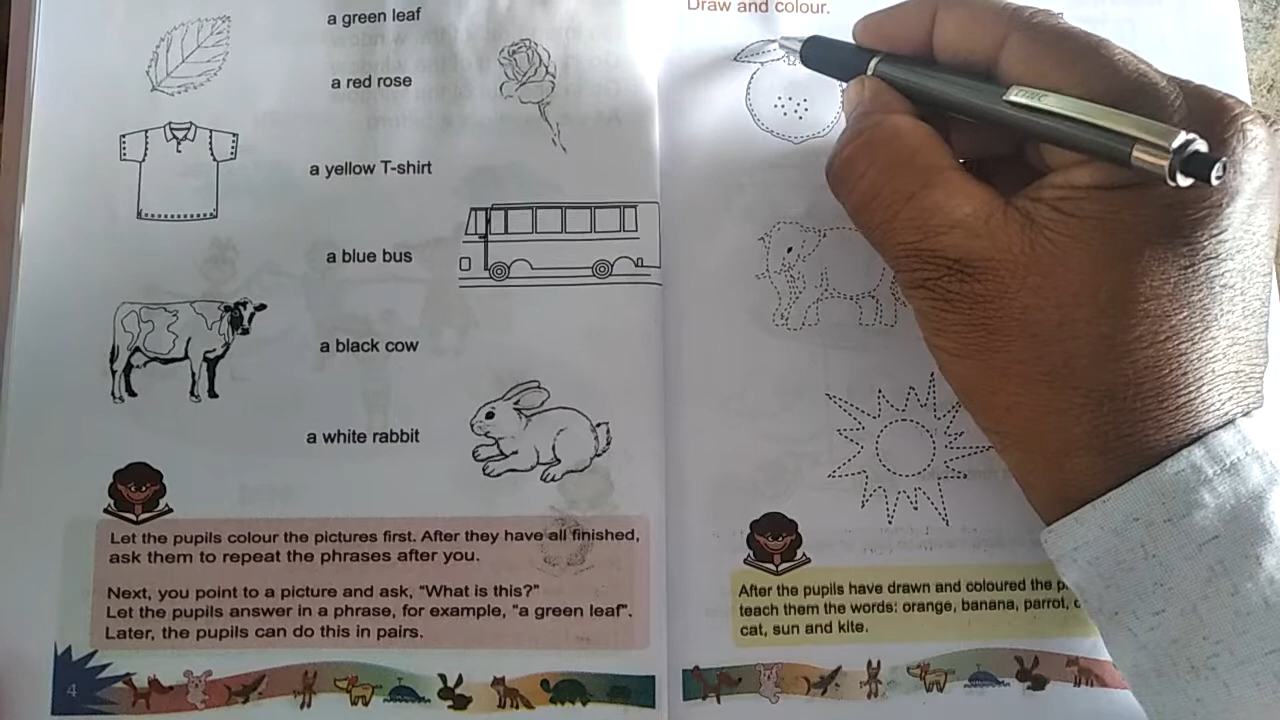 a green leaf
a red rose
a yellow T-shirt
a blue bus
a black cow
a white rabbit
Let the pupils colour the pictures first. After they have all finished,
ask them to repeat the phrases after you.
Next, you point to a picture and ask, “What is this?”
Let the pupils answer in a phrase, for example, "a green leaf".
Later, the pupils can do this in pairs.
4
Draw and colour.
After the pupils have drawn and coloured the
teach them the words: orange, banana, parrot,
cat, sun and kite.